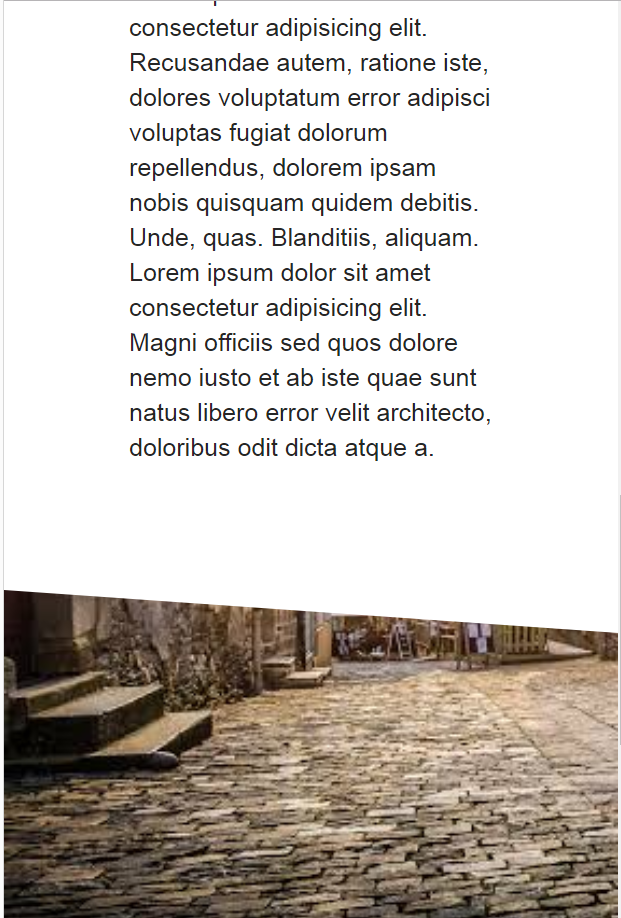 consectetur adipisicing elit.
Recusandae autem, ratione iste,
dolores voluptatum error adipisci
voluptas fugiat dolorum
repellendus, dolorem ipsam
nobis quisquam quidem debitis.
Unde, quas. Blanditiis, aliquam.
Lorem ipsum dolor sit amet
consectetur adipisicing elit.
Magni officiis sed quos dolore
nemo iusto et ab iste quae sunt
natus libero error velit architecto,
doloribus odit dicta atque a.